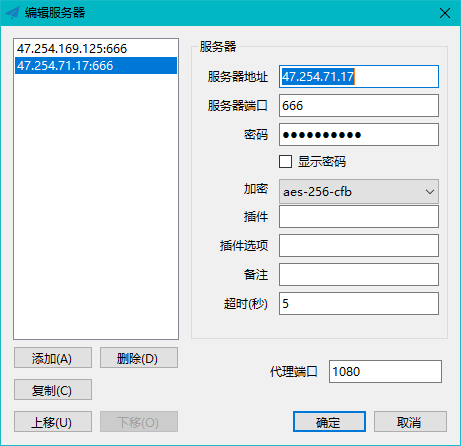 编辑服务器
47.254.169.125:666
47.254.71.17:666
服务器
服务器地址 47.254.71.17
服务器端口 666
密码 ●●●●●●●●●●
显示密码
加密 aes-256-cfb
插件
插件选项
备注
超时(秒) 5
添加(A) 删除(D)
代理端口 1080
复制(C)
上移(U) 下移(O) 确定 取消